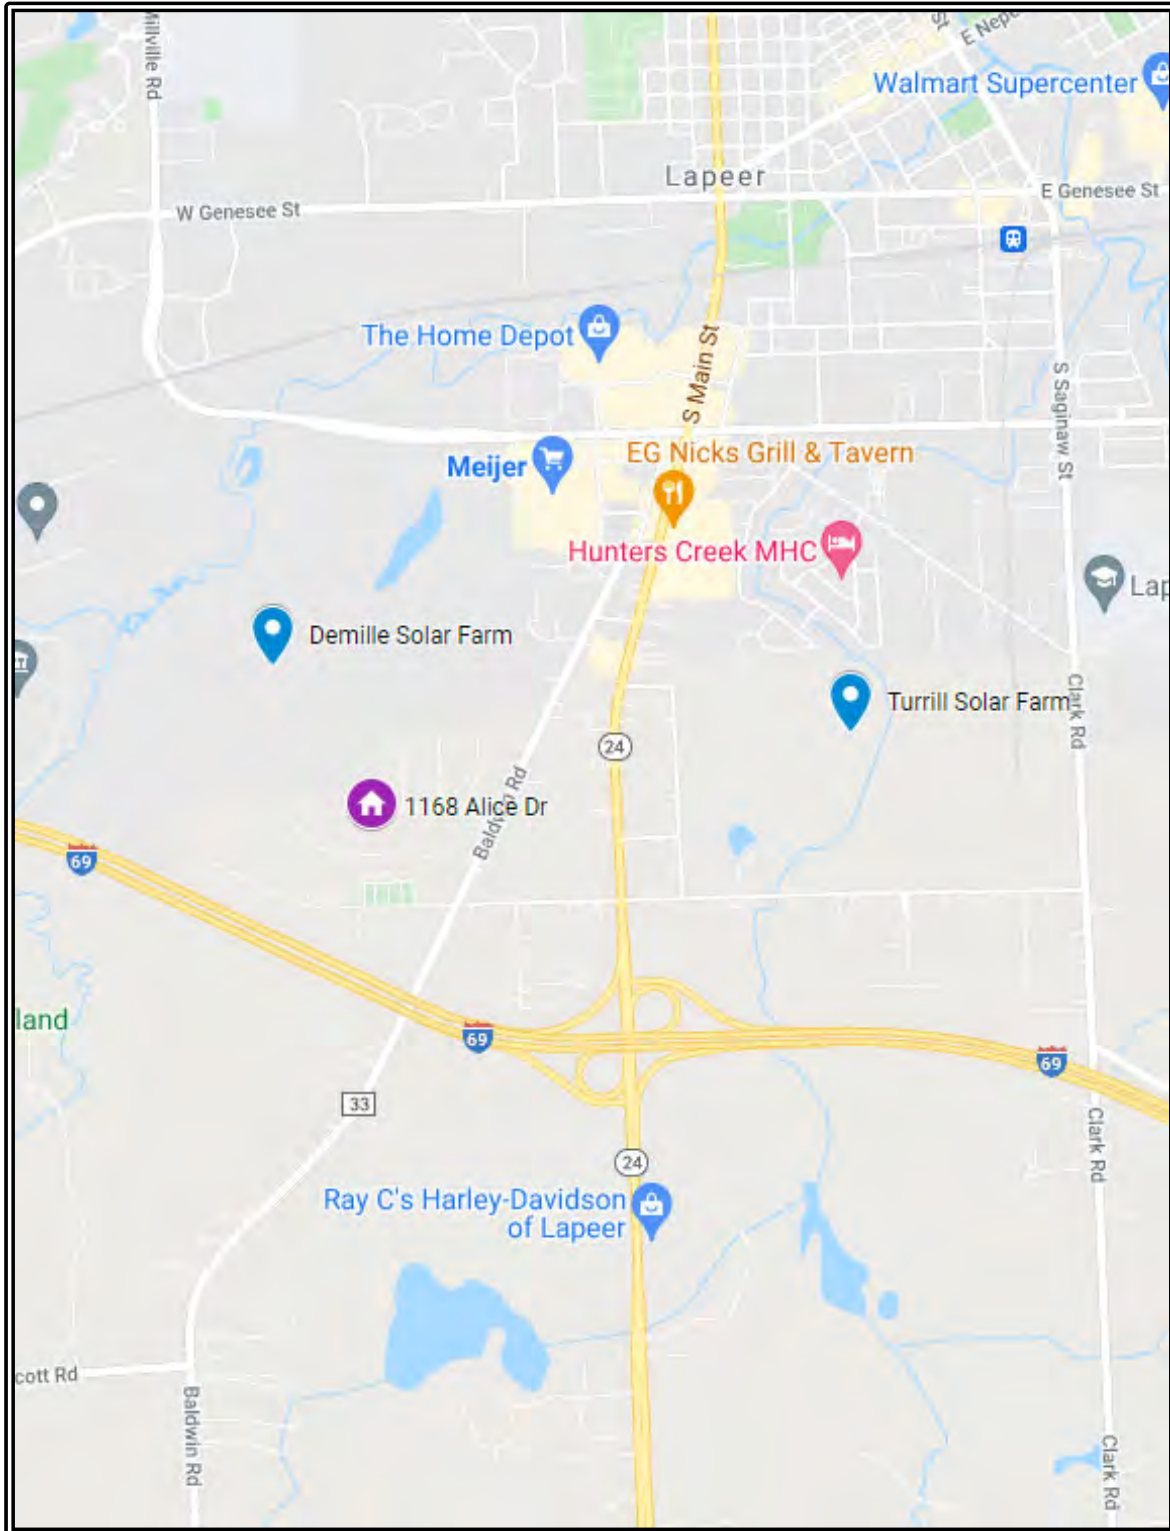 Millville Rd
St
E Nepe
Walmart Supercenter
Lapeer
W Genesee St
E Genesee St
The Home Depot
S Main St
S Saginaw St
EG Nicks Grill & Tavern
Meijer
Hunters Creek MHC
Lap
Demille Solar Farm
Turrill Solar Farm
Clark Rd
24
1168 Alice Dr
Baldwin Rd
69
land
69
69
33
Clark Rd
24
Ray C's Harley-Davidson
of Lapeer
cott Rd
Baldwin Rd
Clark Rd